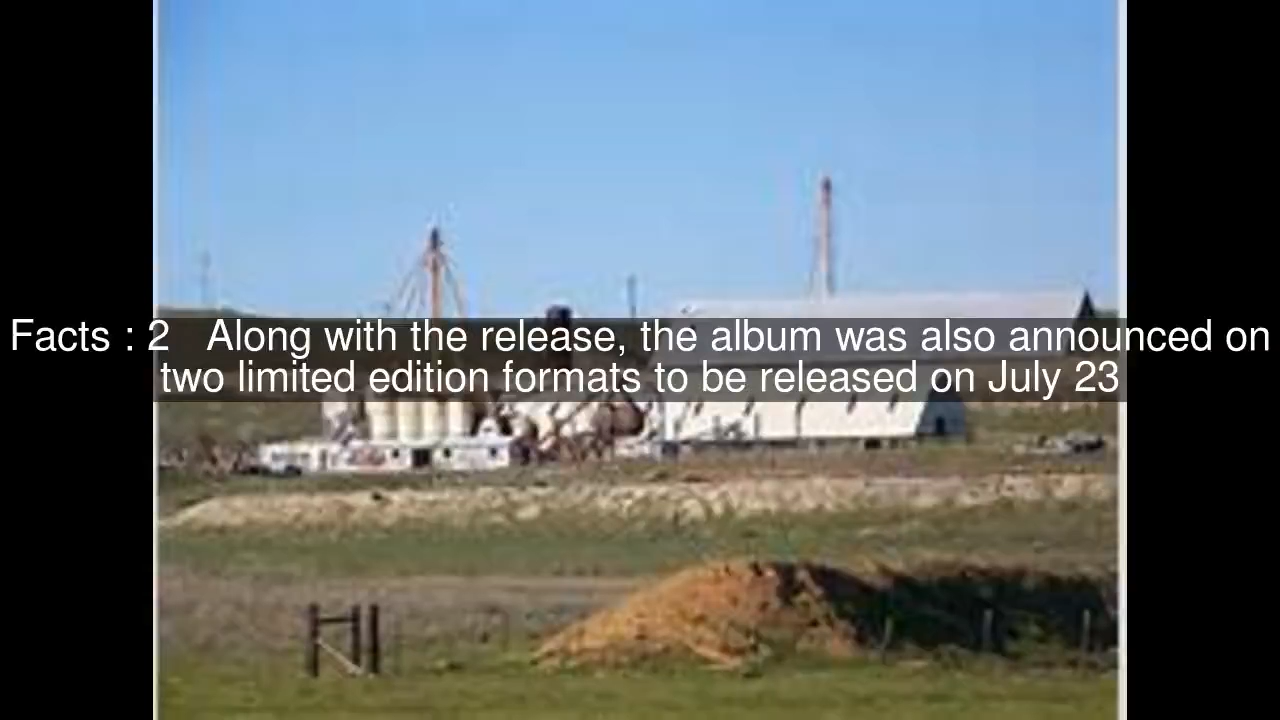 Facts : 2 Along with the release, the album was also announced on
two limited edition formats to be released on July 23